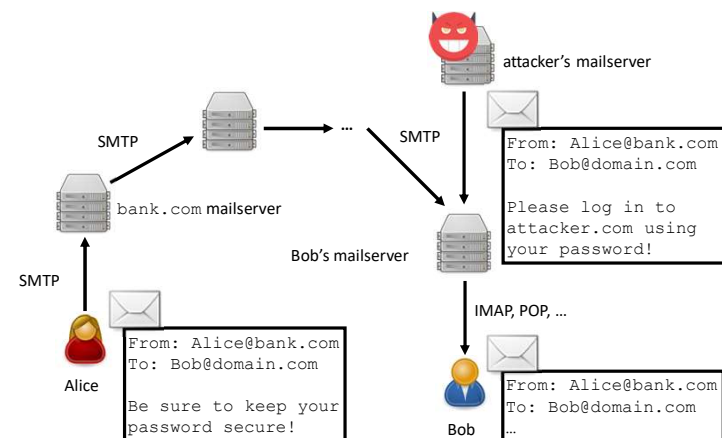 attacker's mailserver
SMTP
...
SMTP
From: Alice@bank.com
To: Bob@domain.com
Please log in to
attacker.com using
your password!
bank.com mailserver
Bob's mailserver
SMTP
IMAP, POP, ...
From: Alice@bank.com
To: Bob@domain.com
Be sure to keep your
password secure!
Alice
From: Alice@bank.com
To: Bob@domain.com
…
Bob